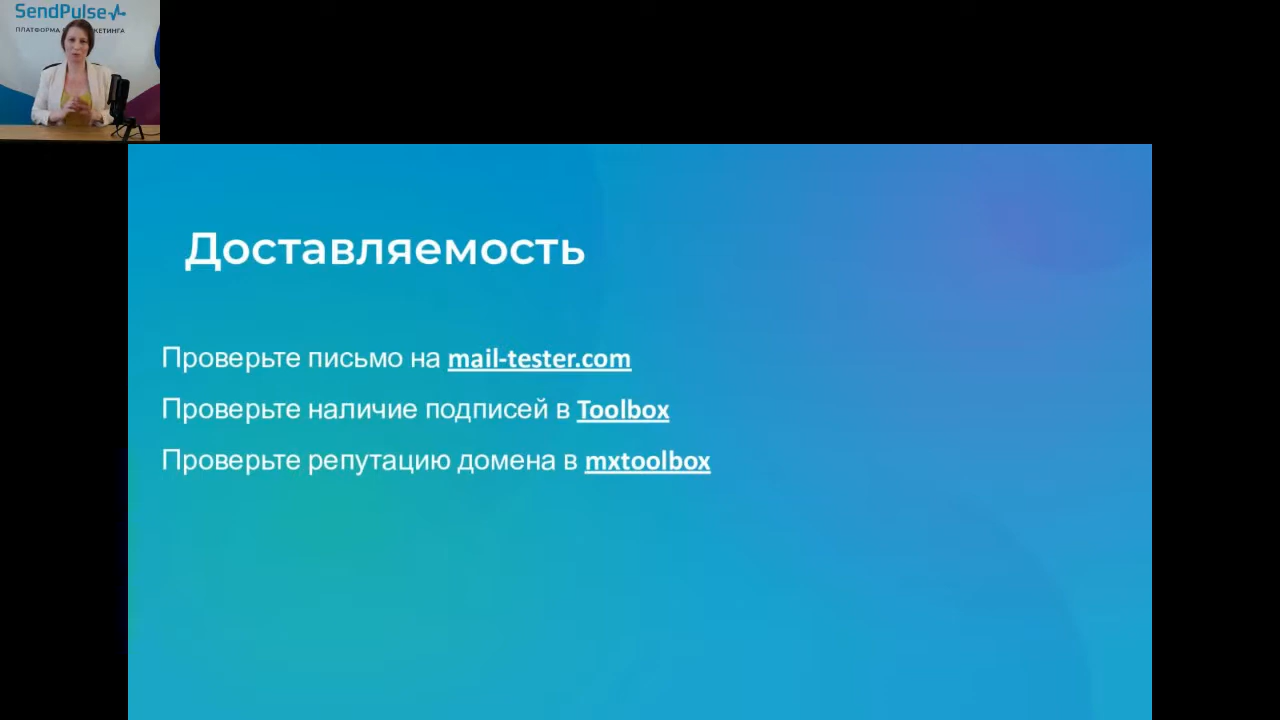 SendPulse
ПЛАТФОРМА КЕТИНГА
Доставляемость
Проверьте письмо на mail-tester.com
Проверьте наличие подписей в Toolbox
Проверьте репутацию домена в mxtoolbox